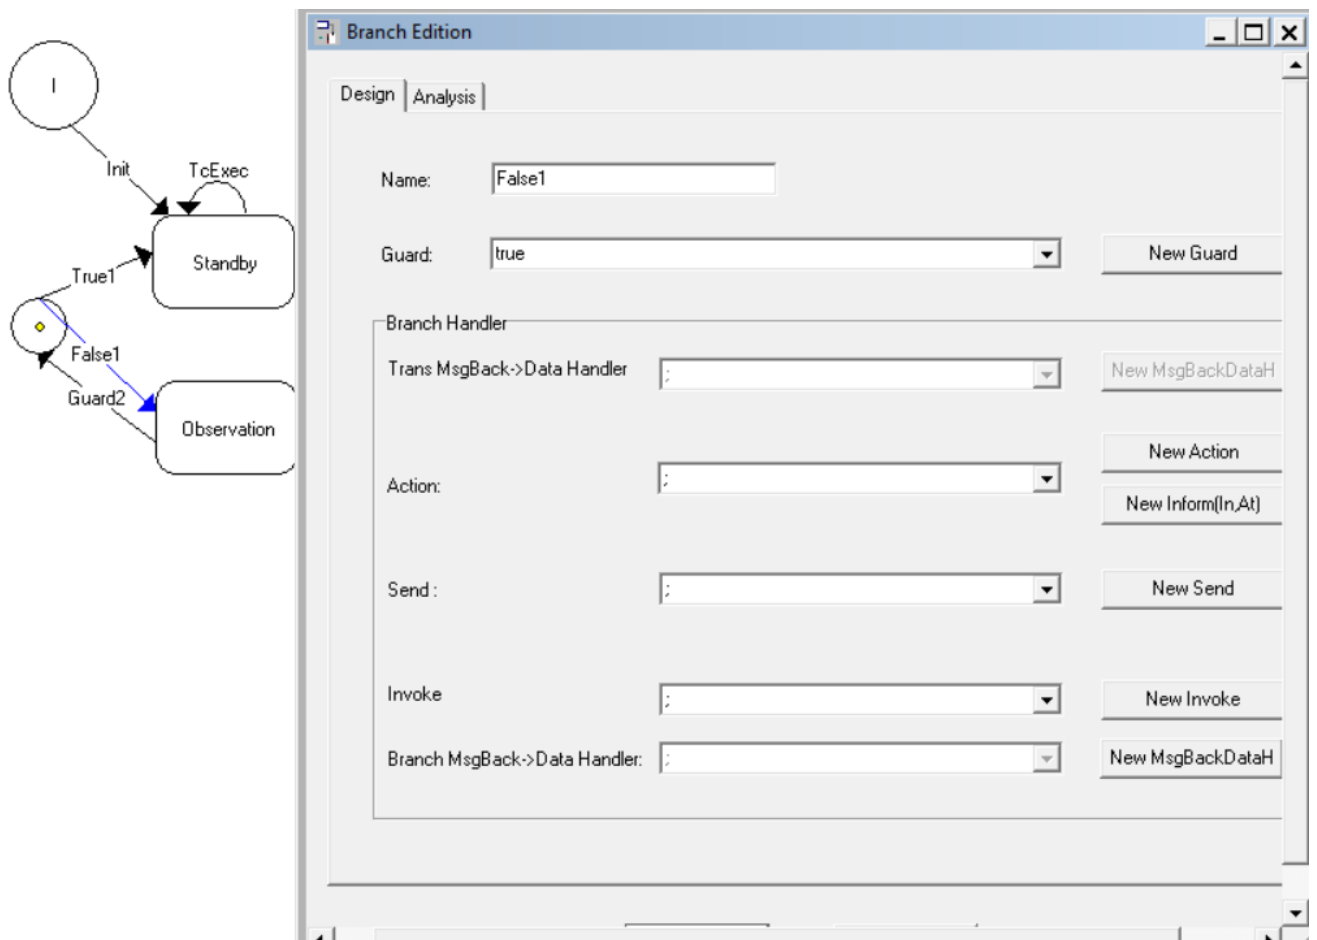 I
Init
TcExec
Standby
True1
False1
Guard2
Observation
Branch Edition
Design
Analysis
Name:
False1
Guard:
true
New Guard
Branch Handler
Trans MsgBack->Data Handler
;
New MsgBackDataH
Action:
;
New Action
New Inform(In,At)
Send :
;
New Send
Invoke
;
New Invoke
Branch MsgBack->Data Handler:
;
New MsgBackDataH